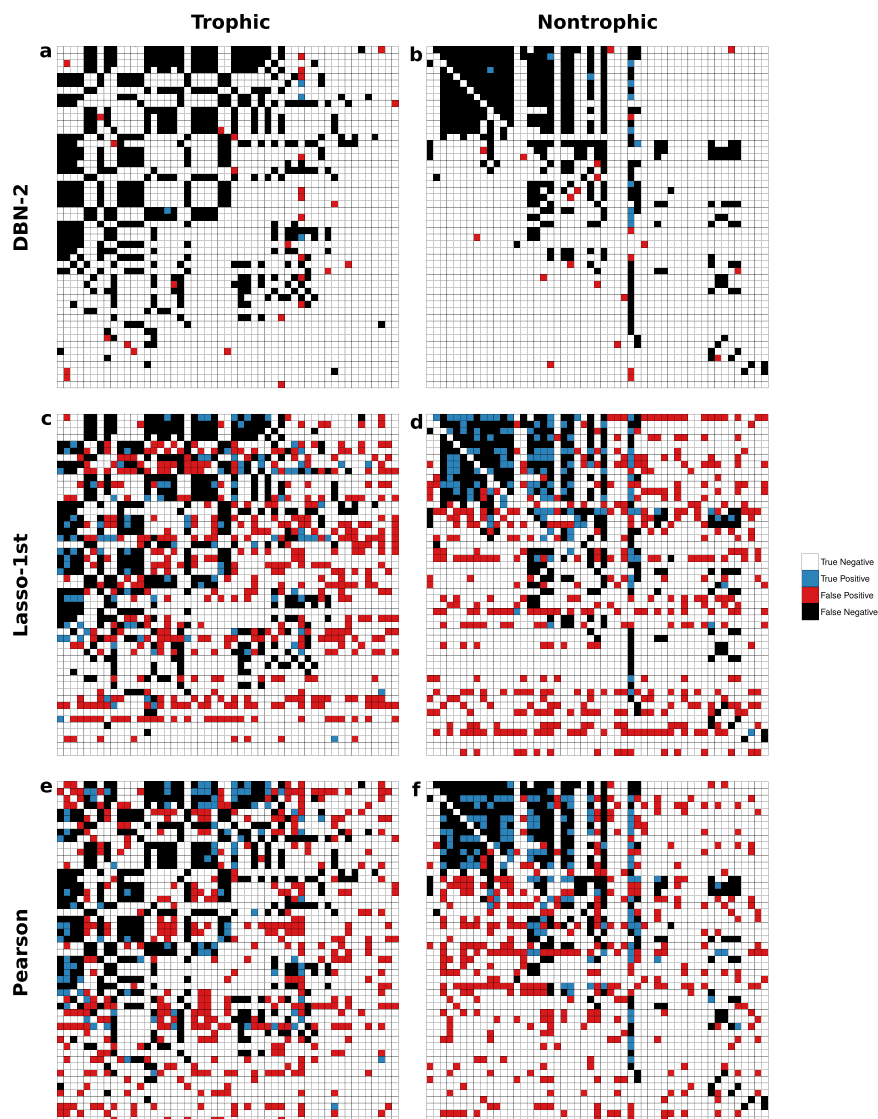 Trophic Nontrophic
a b
DBN-2
c d
Lasso-1st
True Negative
True Positive
False Positive
False Negative
e f
Pearson